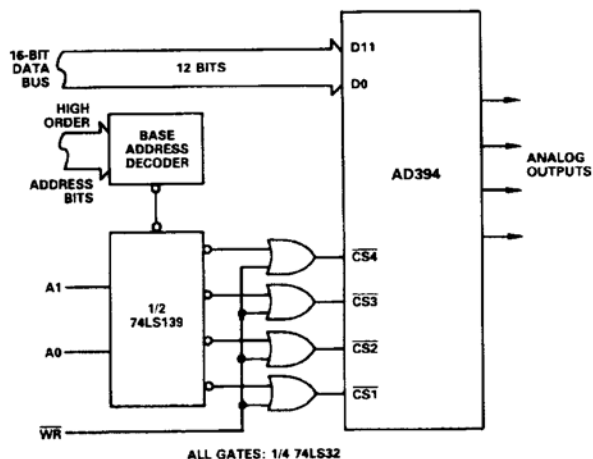 16-BIT
DATA
BUS
12 BITS
D11
D0
HIGH
ORDER
ADDRESS
BITS
BASE
ADDRESS
DECODER
AD394
ANALOG
OUTPUTS
A1
A0
1/2
74LS139
CS4
CS3
CS2
CS1
WR
ALL GATES: 1/4 74LS32